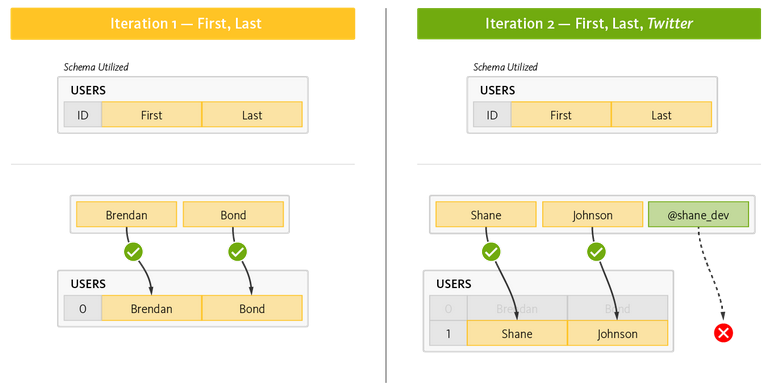 Iteration 1 — First, Last
Schema Utilized
USERS
ID First Last
Brendan Bond
USERS
0 Brendan Bond
Iteration 2 — First, Last, Twitter
Schema Utilized
USERS
ID First Last
Shane Johnson @shane_dev
USERS
0 Brendan Bond
1 Shane Johnson